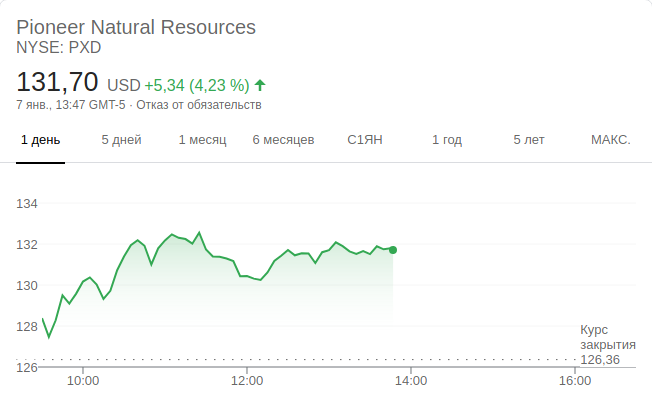 Pioneer Natural Resources
NYSE: PXD
131,70 USD +5,34 (4,23 %)
7 янв., 13:47 GMT-5 · Отказ от обязательств
1 день 5 дней 1 месяц 6 месяцев С1ЯН 1 год 5 лет МАКС.
134
132
130
128
126
Курс
закрытия
126,36
10:00 12:00 14:00 16:00